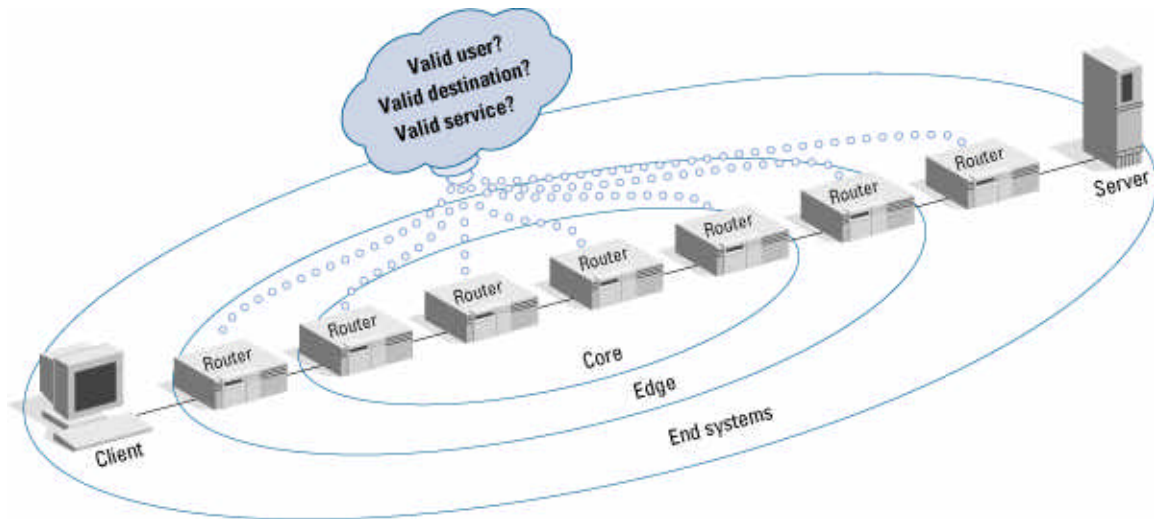 Valid user?
Valid destination?
Valid service?
Router
Router
Router
Router
Router
Router
Router
Server
Client
Core
Edge
End systems